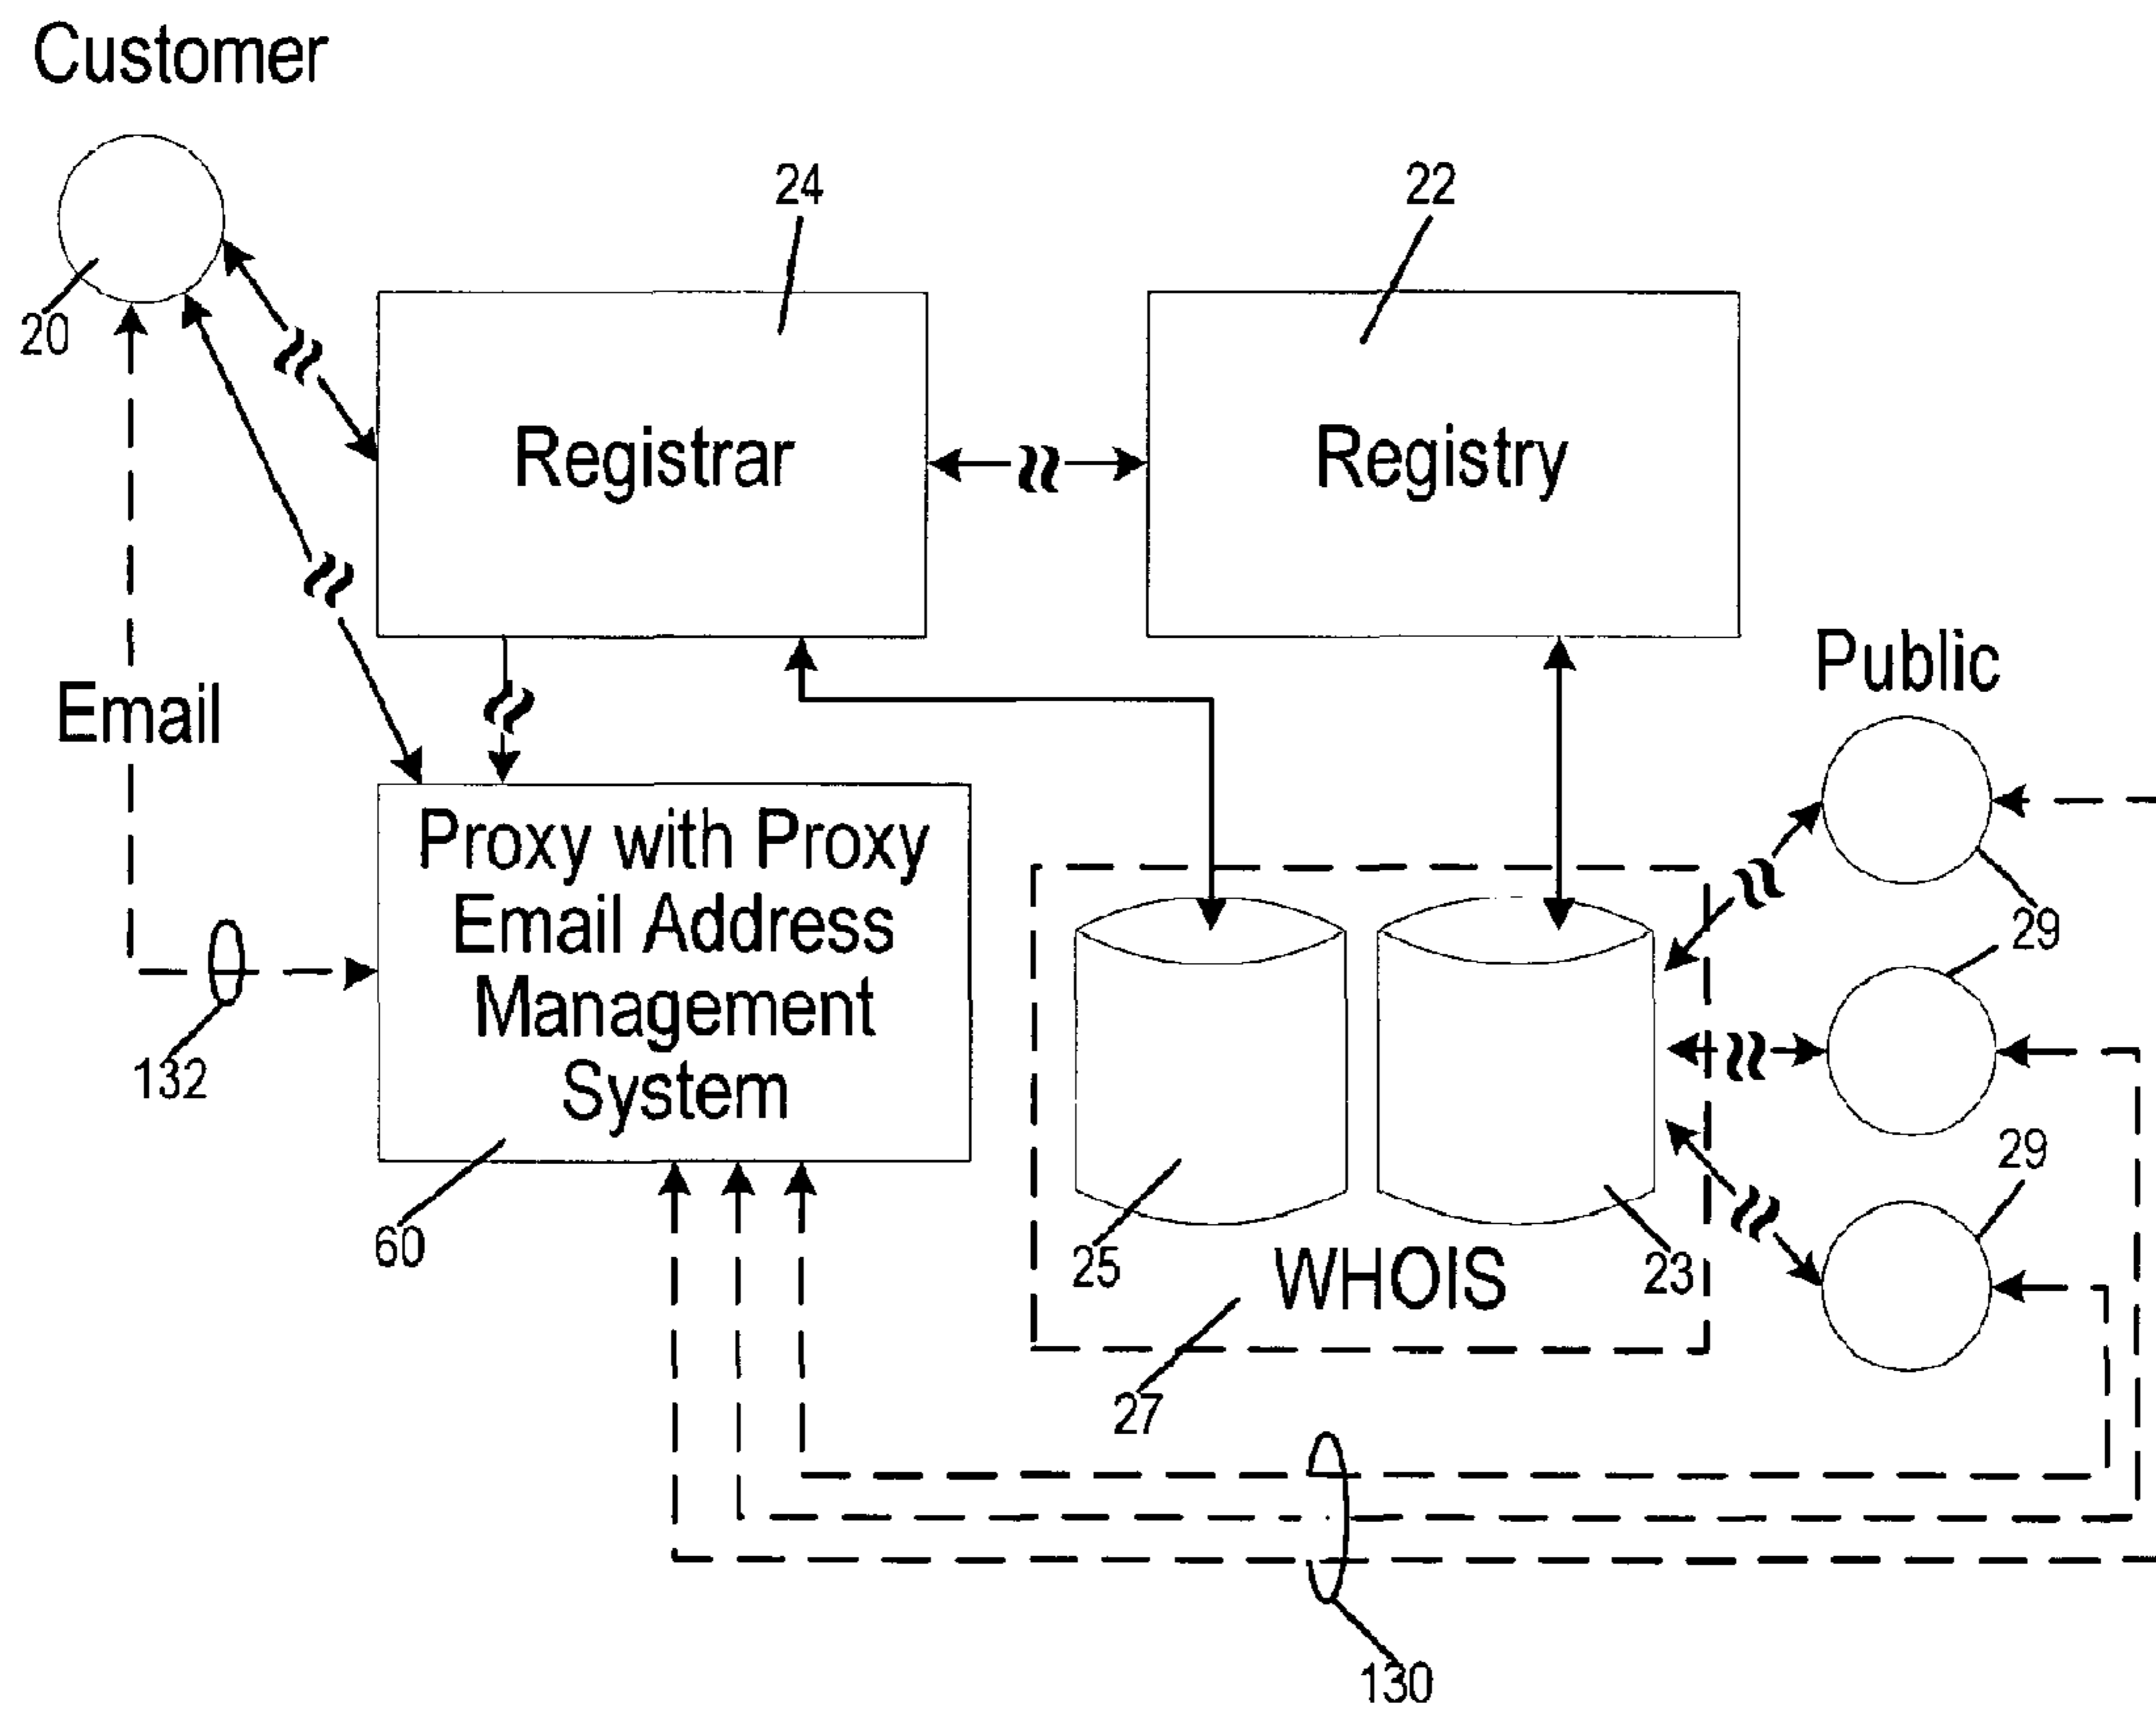 Customer
24
22
20
Registrar
Registry
Public
Email
Proxy with Proxy
Email Address
Management
System
29
132
29
60
25
WHOIS
23
27
130